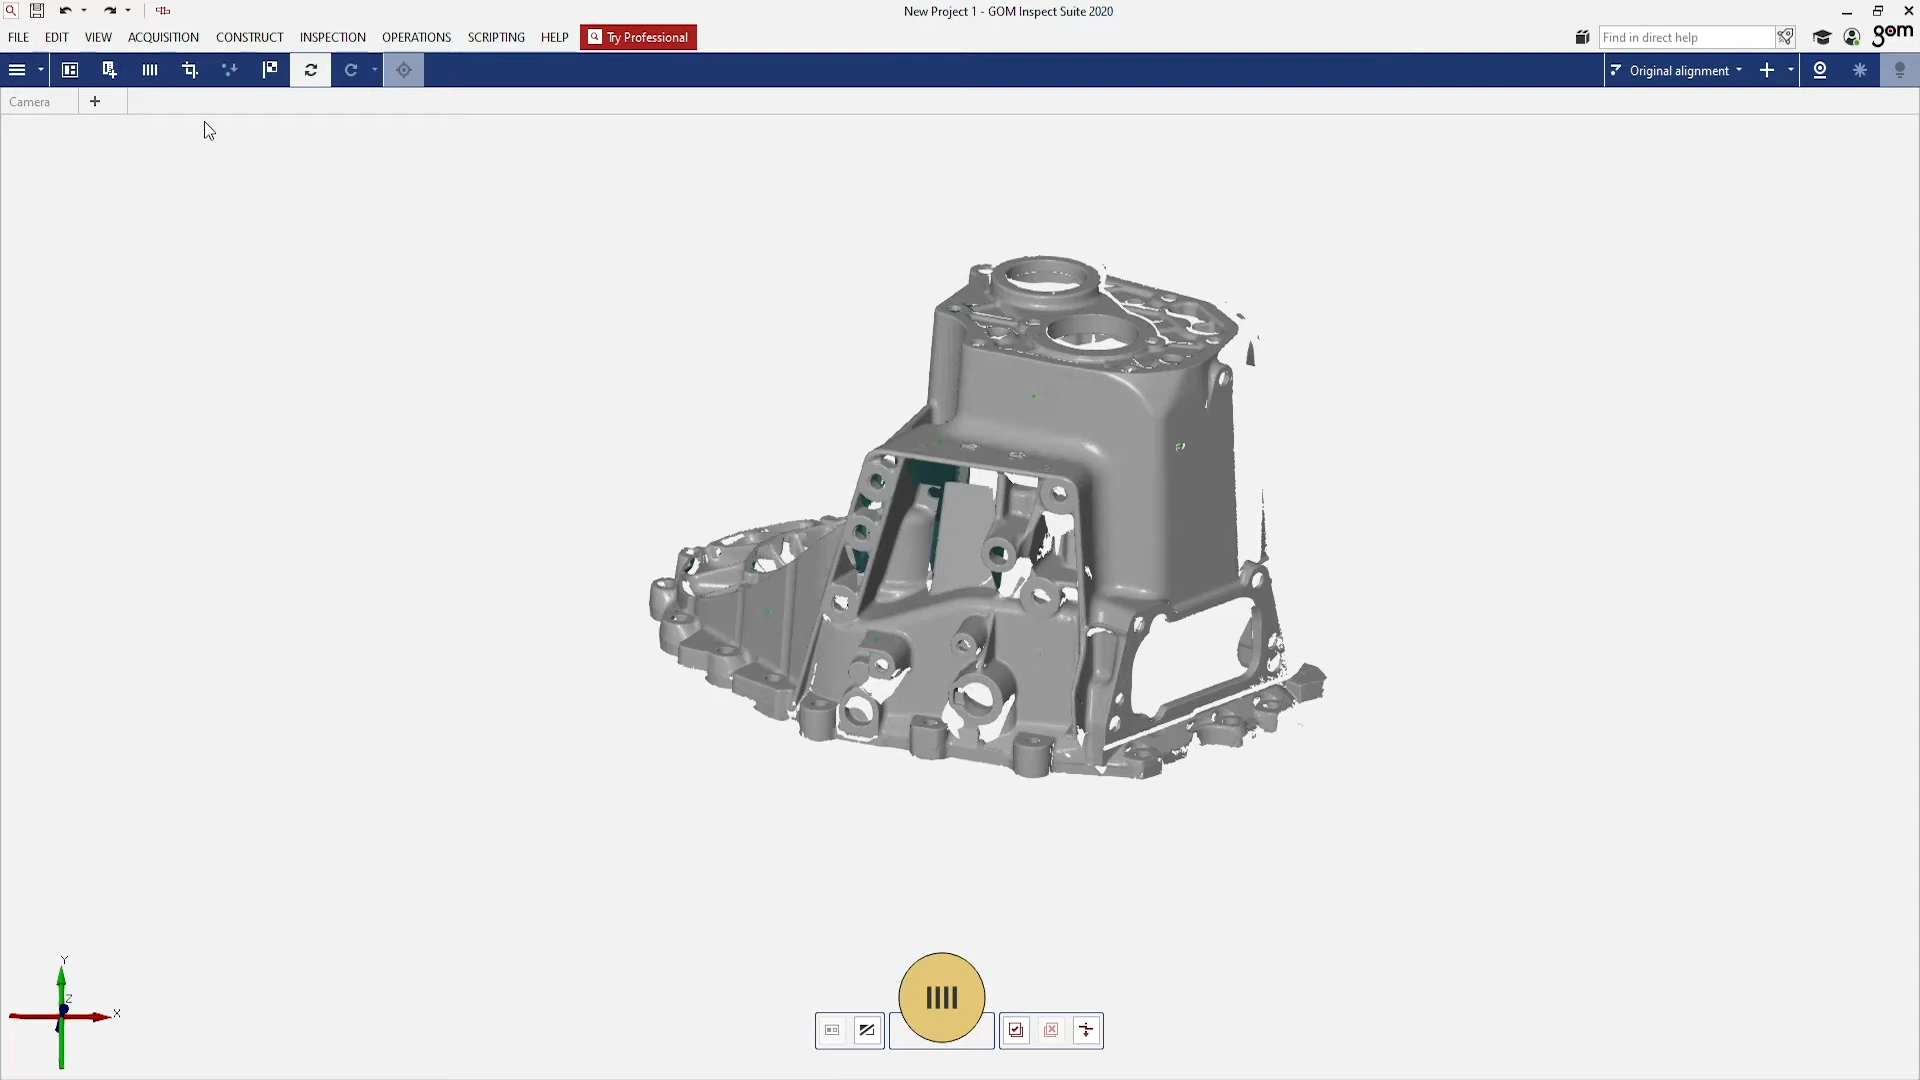 New Project 1 - GOM Inspect Suite 2020
FILE EDIT VIEW ACQUISITION CONSTRUCT INSPECTION OPERATIONS SCRIPTING HELP Try Professional Find in direct help gom
Original alignment
Camera +
Y
Z
X